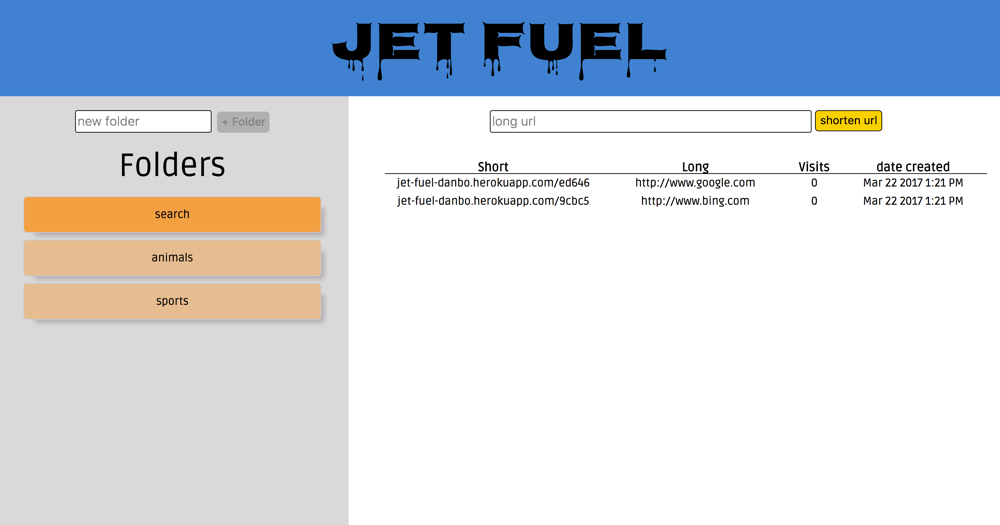 JET FUEL
new folder + Folder
Folders
search
animals
sports
long url shorten url
Short Long Visits date created
jet-fuel-danbo.herokuapp.com/ed646 http://www.google.com 0 Mar 22 2017 1:21 PM
jet-fuel-danbo.herokuapp.com/9cbc5 http://www.bing.com 0 Mar 22 2017 1:21 PM